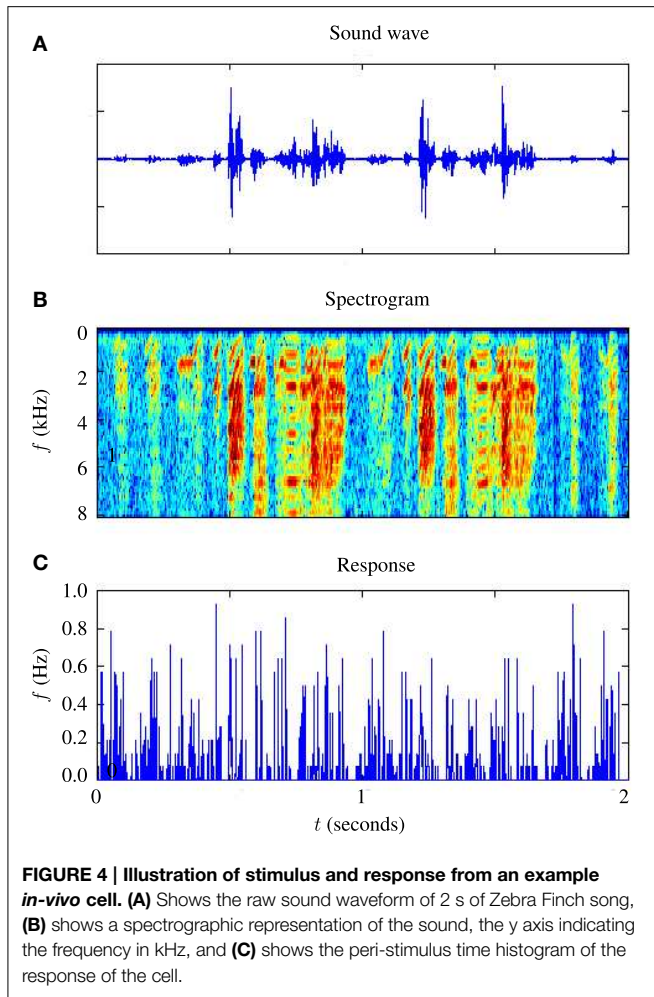 A
Sound wave
B
Spectrogram
0
2
4
6
8
f (kHz)
1
C
Response
1.0
0.8
0.6
0.4
0.2
0.0
f (Hz)
0
0 1 2
t (seconds)
FIGURE 4 | Illustration of stimulus and response from an example
in-vivo cell. (A) Shows the raw sound waveform of 2 s of Zebra Finch song,
(B) shows a spectrographic representation of the sound, the y axis indicating
the frequency in kHz, and (C) shows the peri-stimulus time histogram of the
response of the cell.